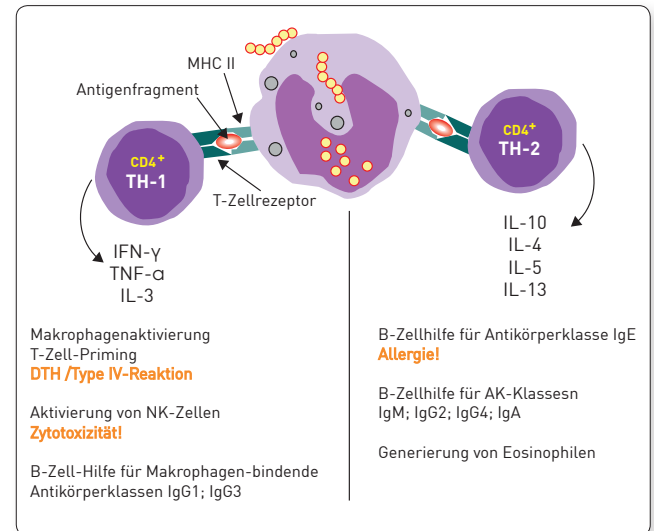 MHC II
Antigenfragment
CD4+
TH-1
T-Zellrezeptor
CD4+
TH-2
IFN-γ
TNF-α
IL-3
IL-10
IL-4
IL-5
IL-13
Makrophagenaktivierung
T-Zell-Priming
DTH /Type IV-Reaktion
Aktivierung von NK-Zellen
Zytotoxizität!
B-Zell-Hilfe für Makrophagen-bindende
Antikörperklassen IgG1; IgG3
B-Zellhilfe für Antikörperklasse IgE
Allergie!
B-Zellhilfe für AK-Klassesn
IgM; IgG2; IgG4; IgA
Generierung von Eosinophilen